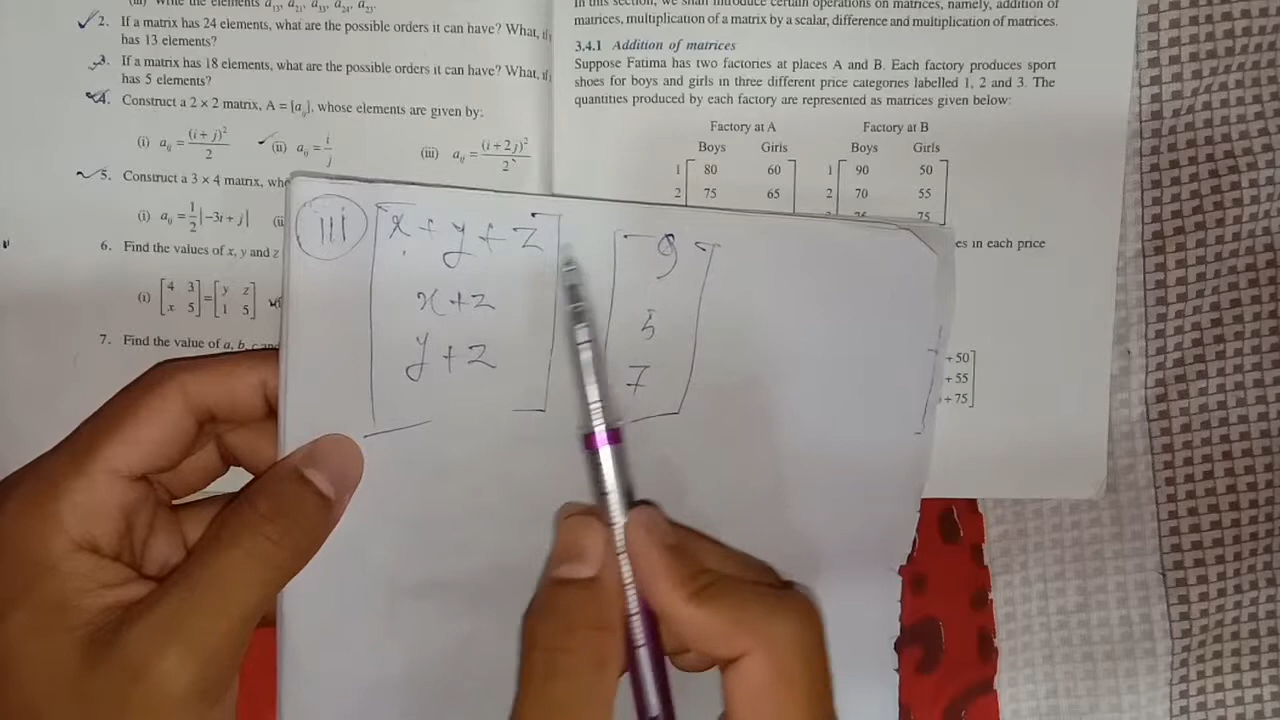 (iii) Write the elements a13, a21, a33, a24, a23.
2. If a matrix has 24 elements, what are the possible orders it can have? What, if
has 13 elements?
3. If a matrix has 18 elements, what are the possible orders it can have? What, if
has 5 elements?
4. Construct a 2 × 2 matrix, A = [aij], whose elements are given by:
(i) aij = (i + j)²/2 (ii) aij = i/j (iii) aij = (i + 2j)²/2
5. Construct a 3 × 4 matrix,
(i) aij = 1/2 |−3i + j|
6. Find the values of x, y and z
(i) [4 3 x 5] = [y z 1 5]
7. Find the value of a, b, c and
In this section, we shall introduce certain operations on matrices, namely, addition of
matrices, multiplication of a matrix by a scalar, difference and multiplication of matrices.
3.4.1 Addition of matrices
Suppose Fatima has two factories at places A and B. Each factory produces sport
shoes for boys and girls in three different price categories labelled 1, 2 and 3. The
quantities produced by each factory are represented as matrices given below:
Factory at A Factory at B
Boys Girls Boys Girls
1 80 60 1 90 50
2 75 65 2 70 55
75
es in each price
+ 50
+ 55
+ 75
iii x + y + z 9
x + z 5
y + z 7